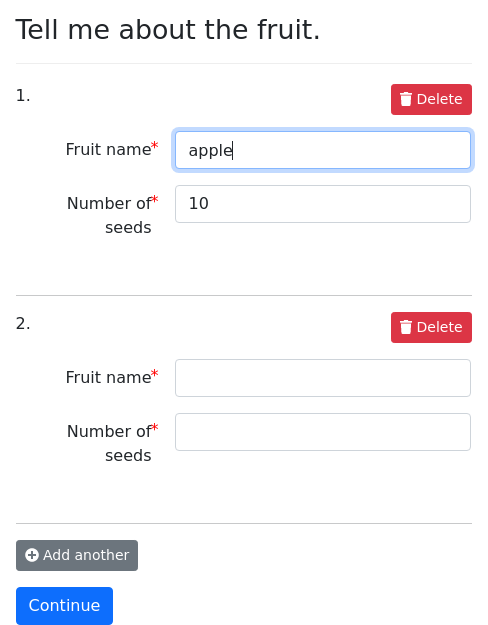 Tell me about the fruit.
1.
Delete
Fruit name*
apple
Number of*
seeds
10
2.
Delete
Fruit name*
Number of*
seeds
Add another
Continue